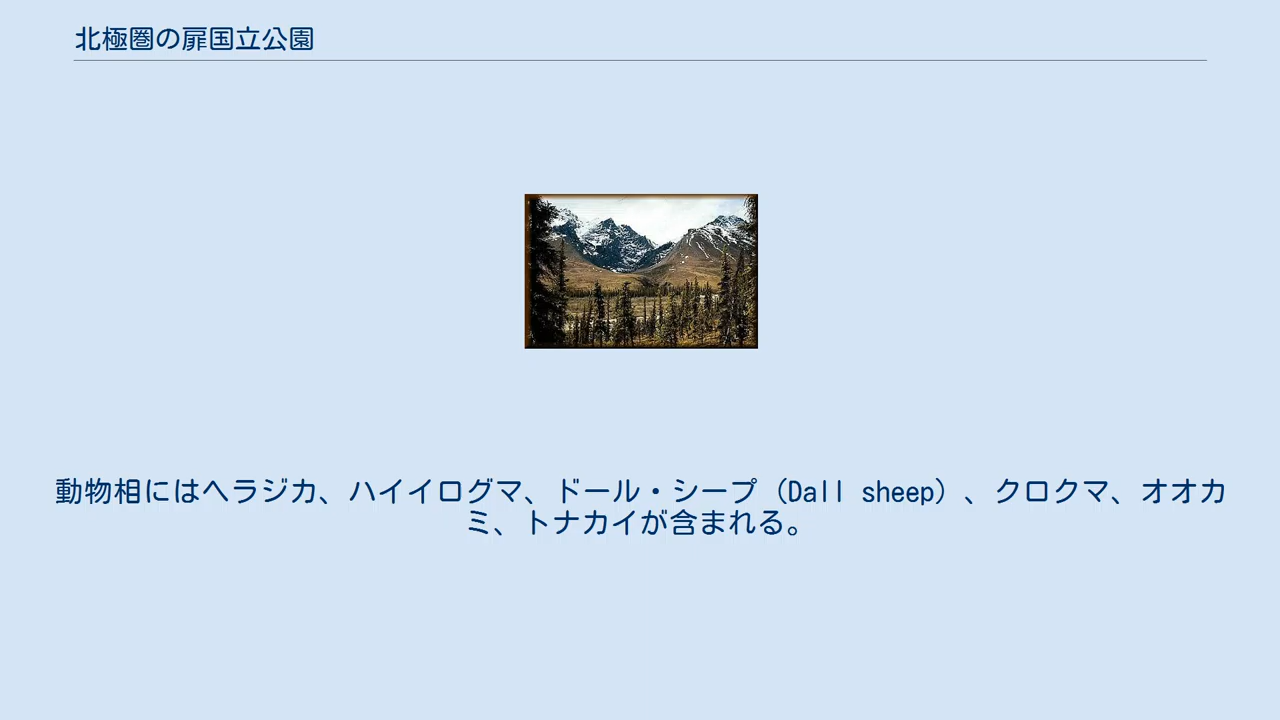 北極圏の扉国立公園
動物相にはヘラジカ、ハイイログマ、ドール・シープ（Dall sheep）、クロクマ、オオカ
ミ、トナカイが含まれる。